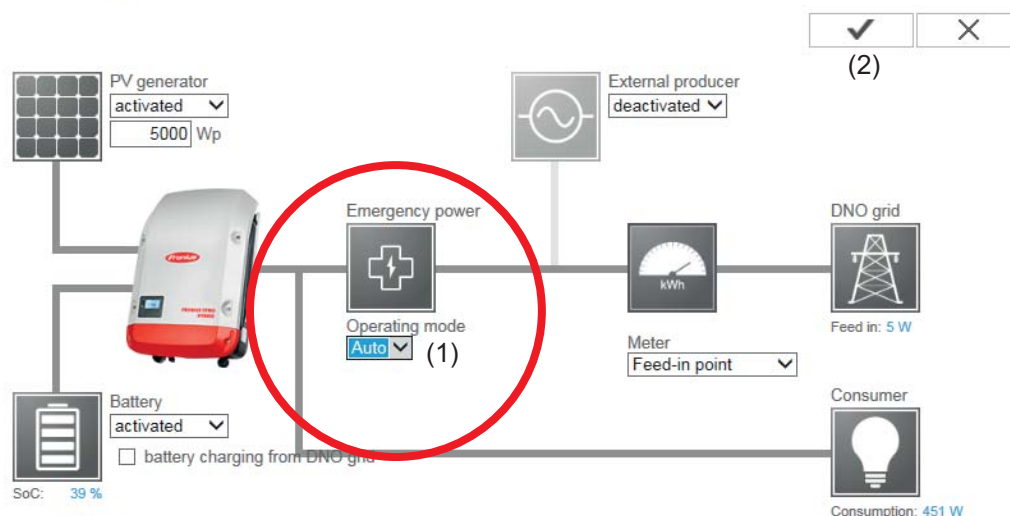 (2)
PV generator
activated
5000 Wp
External producer
deactivated
Fronius
Emergency power
Operating mode
Auto (1)
kWh
Meter
Feed-in point
DNO grid
Feed in: 5 W
Battery
activated
battery charging from DNO grid
SoC: 39 %
Consumer
Consumption: 451 W